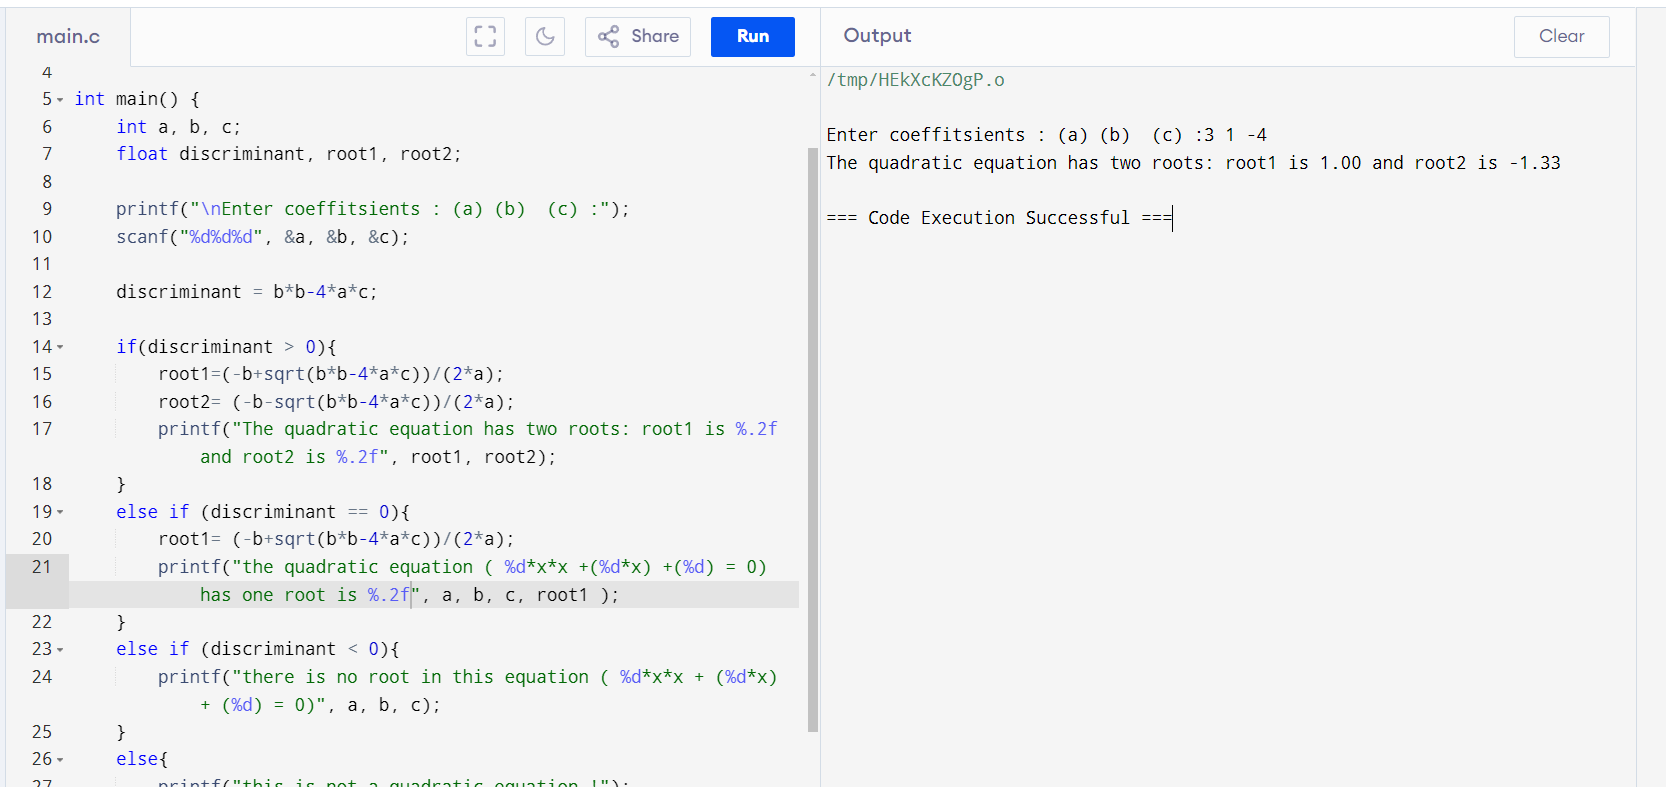 main.c
Share
Run
4
5 int main() {
6 int a, b, c;
7 float discriminant, root1, root2;
8
9 printf("\nEnter coeffitsients : (a) (b)  (c) :");
10 scanf("%d%d%d", &a, &b, &c);
11
12 discriminant = b*b-4*a*c;
13
14 if(discriminant > 0){
15 root1=(-b+sqrt(b*b-4*a*c))/(2*a);
16 root2= (-b-sqrt(b*b-4*a*c))/(2*a);
17 printf("The quadratic equation has two roots: root1 is %.2f
and root2 is %.2f", root1, root2);
18 }
19 else if (discriminant == 0){
20 root1= (-b+sqrt(b*b-4*a*c))/(2*a);
21 printf("the quadratic equation ( %d*x*x +(%d*x) +(%d) = 0)
has one root is %.2f", a, b, c, root1 );
22 }
23 else if (discriminant < 0){
24 printf("there is no root in this equation ( %d*x*x + (%d*x)
+ (%d) = 0)", a, b, c);
25 }
26 else{
27 printf("this is not a quadratic equation !");
Output
Clear
/tmp/HEkXcKZOgP.o
Enter coeffitsients : (a) (b)  (c) :3 1 -4
The quadratic equation has two roots: root1 is 1.00 and root2 is -1.33
=== Code Execution Successful ===